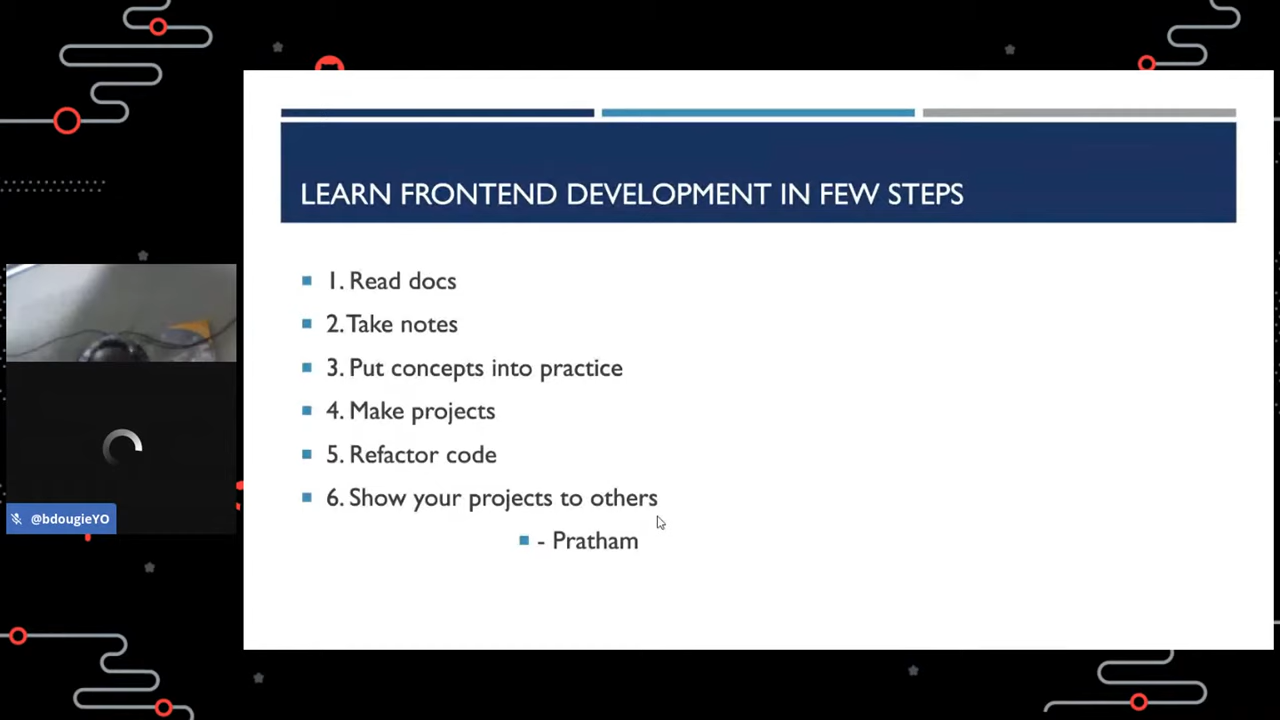 LEARN FRONTEND DEVELOPMENT IN FEW STEPS
1. Read docs
2. Take notes
3. Put concepts into practice
4. Make projects
5. Refactor code
6. Show your projects to others
- Pratham
@bdougieYO